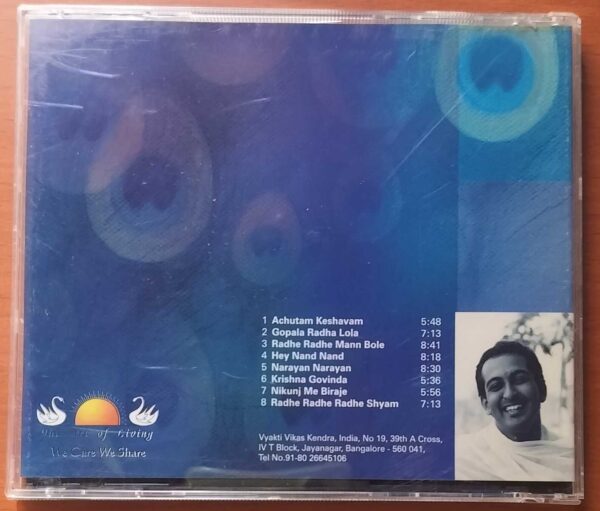 1 Achutam Keshavam 5:48
2 Gopala Radha Lola 7:13
3 Radhe Radhe Mann Bole 8:41
4 Hey Nand Nand 8:18
5 Narayan Narayan 8:30
6 Krishna Govinda 5:36
7 Nikunj Me Biraje 5:56
8 Radhe Radhe Radhe Shyam 7:13
The Art of Living
We Care We Share
Vyakti Vikas Kendra, India, No 19, 39th A Cross,
IV T Block, Jayanagar, Bangalore - 560 041,
Tel No.91-80 26645106